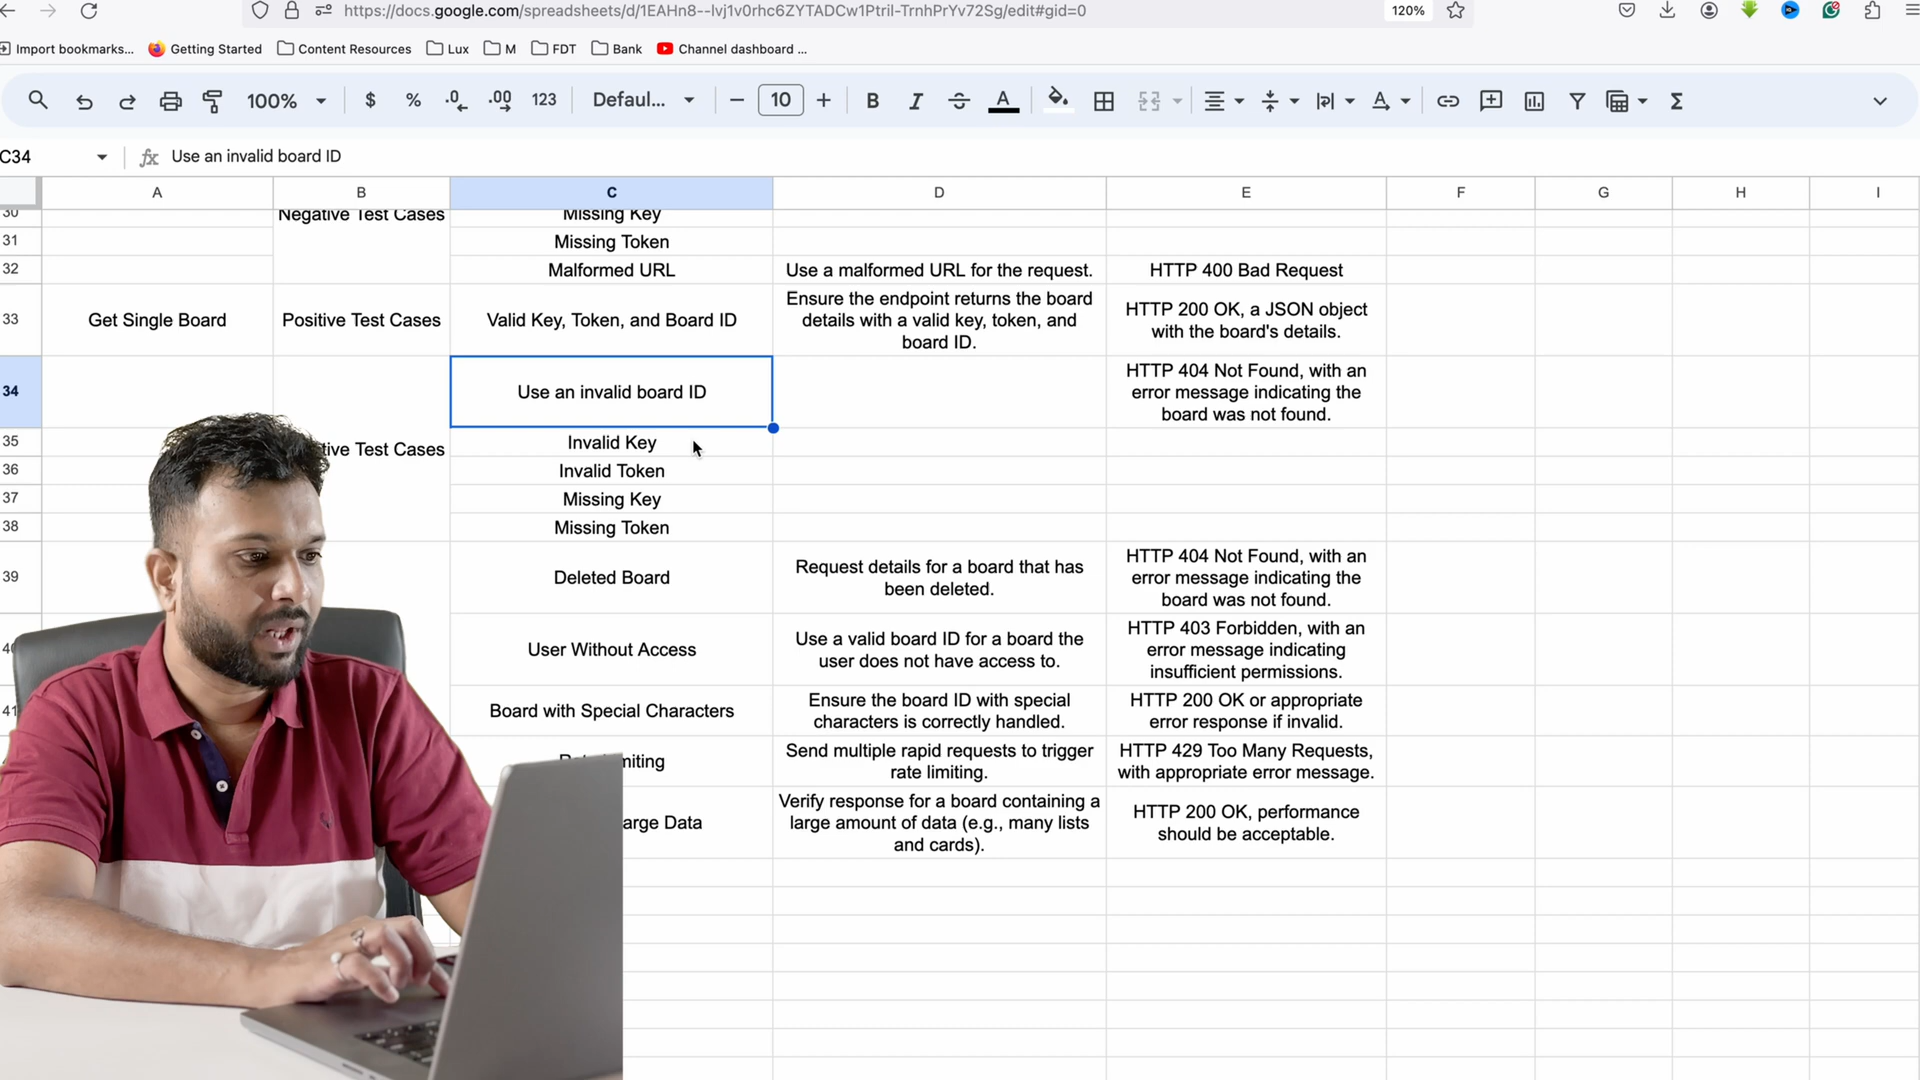 https://docs.google.com/spreadsheets/d/1EAHn8--lvj1v0rhc6ZYTADCw1Ptril-TrnhPrYv72Sg/edit#gid=0
120%
Import bookmarks...
Getting Started
Content Resources
Lux
M
FDT
Bank
Channel dashboard ...
100%
$
%
.0
.00
123
Defaul...
10
B
I
S
A
Σ
C34
fx
Use an invalid board ID
A
B
C
D
E
F
G
H
I
30
Negative Test Cases
Missing Key
31
Missing Token
32
Malformed URL
Use a malformed URL for the request.
HTTP 400 Bad Request
33
Get Single Board
Positive Test Cases
Valid Key, Token, and Board ID
Ensure the endpoint returns the board
details with a valid key, token, and
board ID.
HTTP 200 OK, a JSON object
with the board's details.
34
Use an invalid board ID
HTTP 404 Not Found, with an
error message indicating the
board was not found.
35
Test Cases
Invalid Key
36
Invalid Token
37
Missing Key
38
Missing Token
39
Deleted Board
Request details for a board that has
been deleted.
HTTP 404 Not Found, with an
error message indicating the
board was not found.
User Without Access
Use a valid board ID for a board the
user does not have access to.
HTTP 403 Forbidden, with an
error message indicating
insufficient permissions.
41
Board with Special Characters
Ensure the board ID with special
characters is correctly handled.
HTTP 200 OK or appropriate
error response if invalid.
Send multiple rapid requests to trigger
rate limiting.
HTTP 429 Too Many Requests,
with appropriate error message.
Data
Verify response for a board containing a
large amount of data (e.g., many lists
and cards).
HTTP 200 OK, performance
should be acceptable.